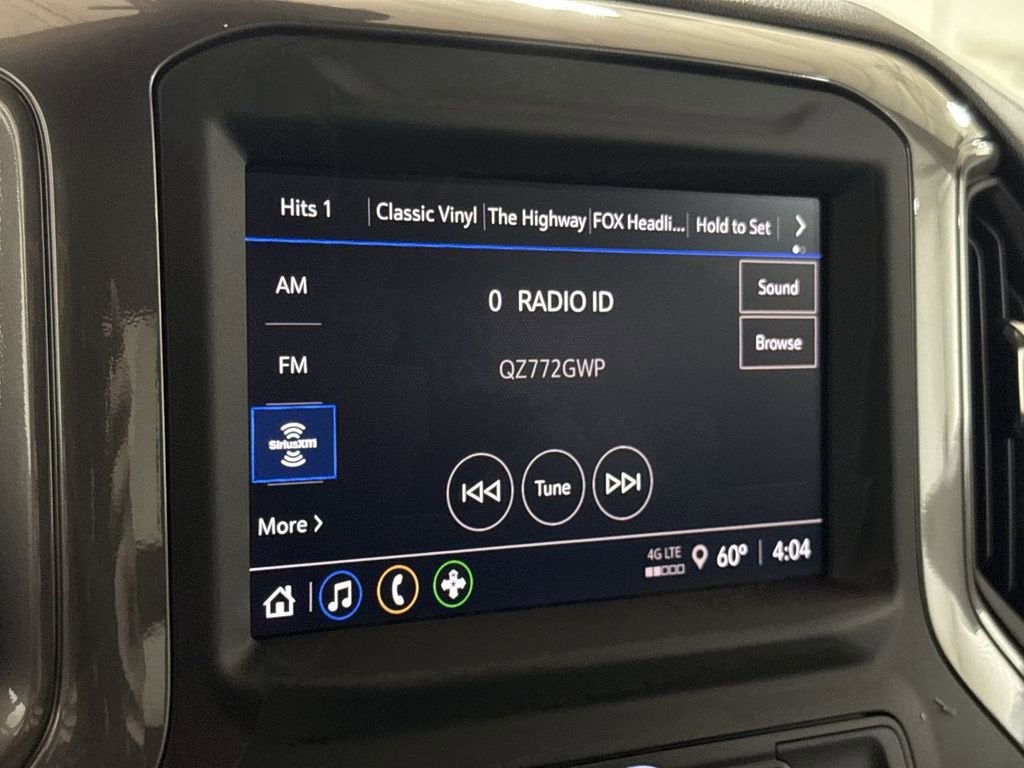 Hits 1
Classic Vinyl
The Highway
FOX Headli...
Hold to Set
AM
0 RADIO ID
Sound
FM
QZ772GWP
Browse
SiriusXM
Tune
More
4G LTE
60°
4:04